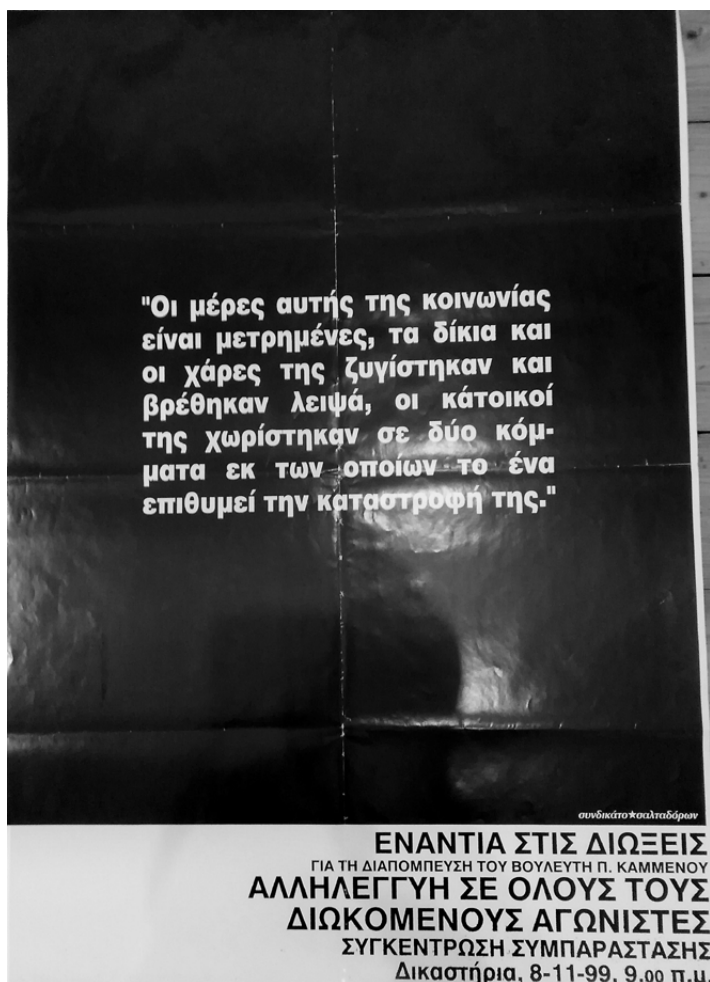 "Οι μέρες αυτής της κοινωνίας
είναι μετρημένες, τα δίκια και
οι χάρες της ζυγίστηκαν και
βρέθηκαν λειψά, οι κάτοικοί
της χωρίστηκαν σε δύο κόμ-
ματα εκ των οποίων το ένα
επιθυμεί την καταστροφή της."
συνδικάτο★σαλταδόρων
ΕΝΑΝΤΙΑ ΣΤΙΣ ΔΙΩΞΕΙΣ
ΓΙΑ ΤΗ ΔΙΑΠΟΜΠΕΥΣΗ ΤΟΥ ΒΟΥΛΕΥΤΗ Π. ΚΑΜΜΕΝΟΥ
ΑΛΛΗΛΕΓΓΥΗ ΣΕ ΟΛΟΥΣ ΤΟΥΣ
ΔΙΩΚΟΜΕΝΟΥΣ ΑΓΩΝΙΣΤΕΣ
ΣΥΓΚΕΝΤΡΩΣΗ ΣΥΜΠΑΡΑΣΤΑΣΗΣ
Δικαστήρια, 8-11-99, 9.00 π.μ.